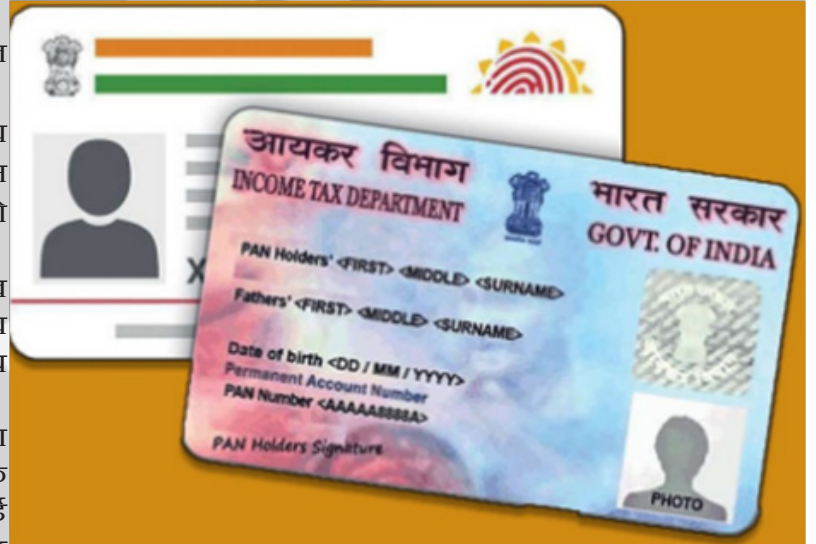 आयकर विभाग
INCOME TAX DEPARTMENT
भारत सरकार
GOVT. OF INDIA
PAN Holders' <FIRST> <MIDDLE> <SURNAME>
Fathers' <FIRST> <MIDDLE> <SURNAME>
Date of birth <DD / MM / YYYY>
Permanent Account Number
PAN Number <AAAAA8888A>
PAN Holders Signature
PHOTO
X